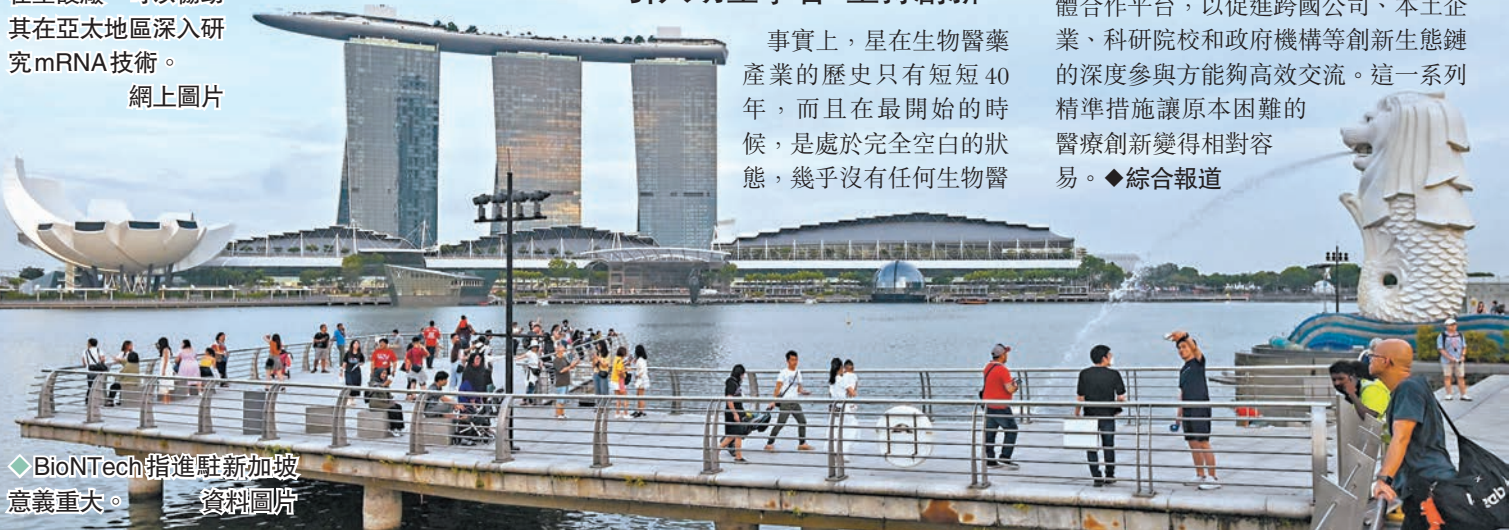 其在亞太地區深入研
究mRNA技術。
網上圖片
事實上，星在生物醫藥
產業的歷史只有短短40
年，而且在最開始的時
候，是處於完全空白的狀
態，幾乎沒有任何生物醫
體合作平台，以促進跨國公司、本土企
業、科研院校和政府機構等創新生態鏈
的深度參與方能夠高效交流。這一系列
精準措施讓原本困難的
醫療創新變得相對容
易。◆綜合報道
◆BioNTech指進駐新加坡
意義重大。 資料圖片